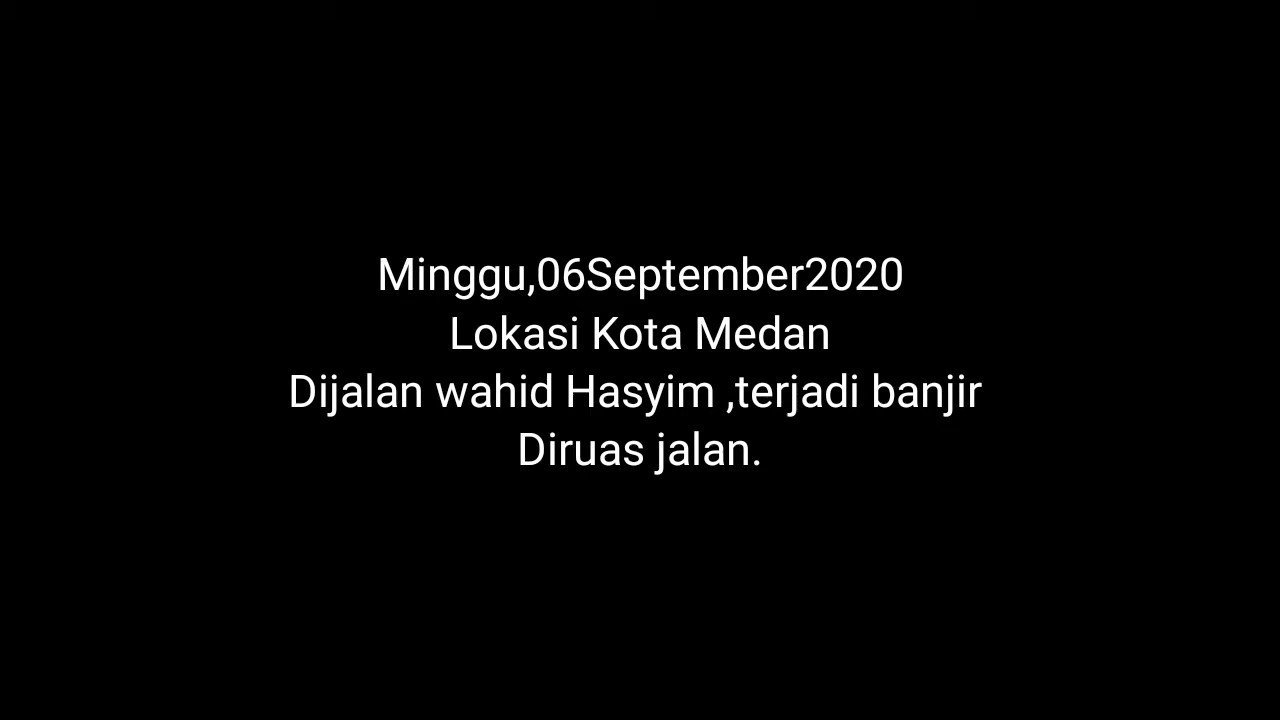 Minggu,06September2020
Lokasi Kota Medan
Dijalan wahid Hasyim ,terjadi banjir
Diruas jalan.